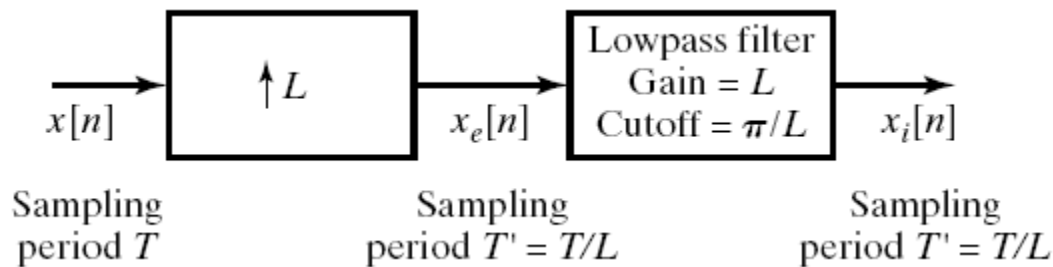 ↑ L
Lowpass filter
Gain = L
Cutoff = π/L
x[n]
xₑ[n]
xᵢ[n]
Sampling
period T
Sampling
period T' = T/L
Sampling
period T' = T/L